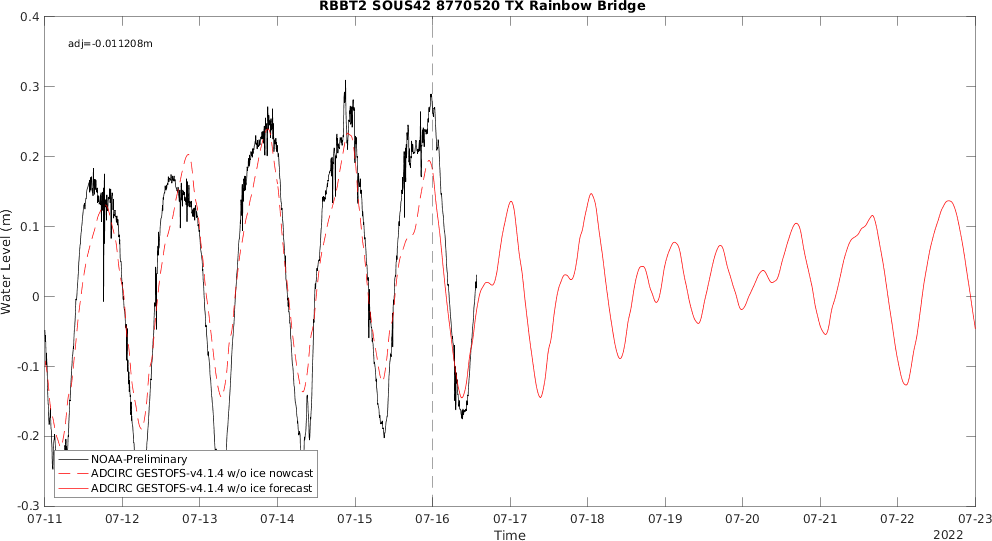 RBBT2 SOUS42 8770520 TX Rainbow Bridge
adj=-0.011208m
0.4
0.3
0.2
0.1
0
-0.1
-0.2
-0.3
Water Level (m)
NOAA-Preliminary
ADCIRC GESTOFS-v4.1.4 w/o ice nowcast
ADCIRC GESTOFS-v4.1.4 w/o ice forecast
07-11 07-12 07-13 07-14 07-15 07-16 07-17 07-18 07-19 07-20 07-21 07-22 07-23
Time
2022